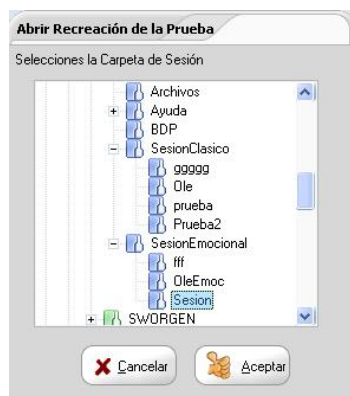 Abrir Recreación de la Prueba
Selecciones la Carpeta de Sesión
Archivos
Ayuda
BDP
SesionClasico
ggggg
Ole
prueba
Prueba2
SesionEmocional
fff
OleEmoc
Sesion
SWORGEN
Cancelar
Aceptar